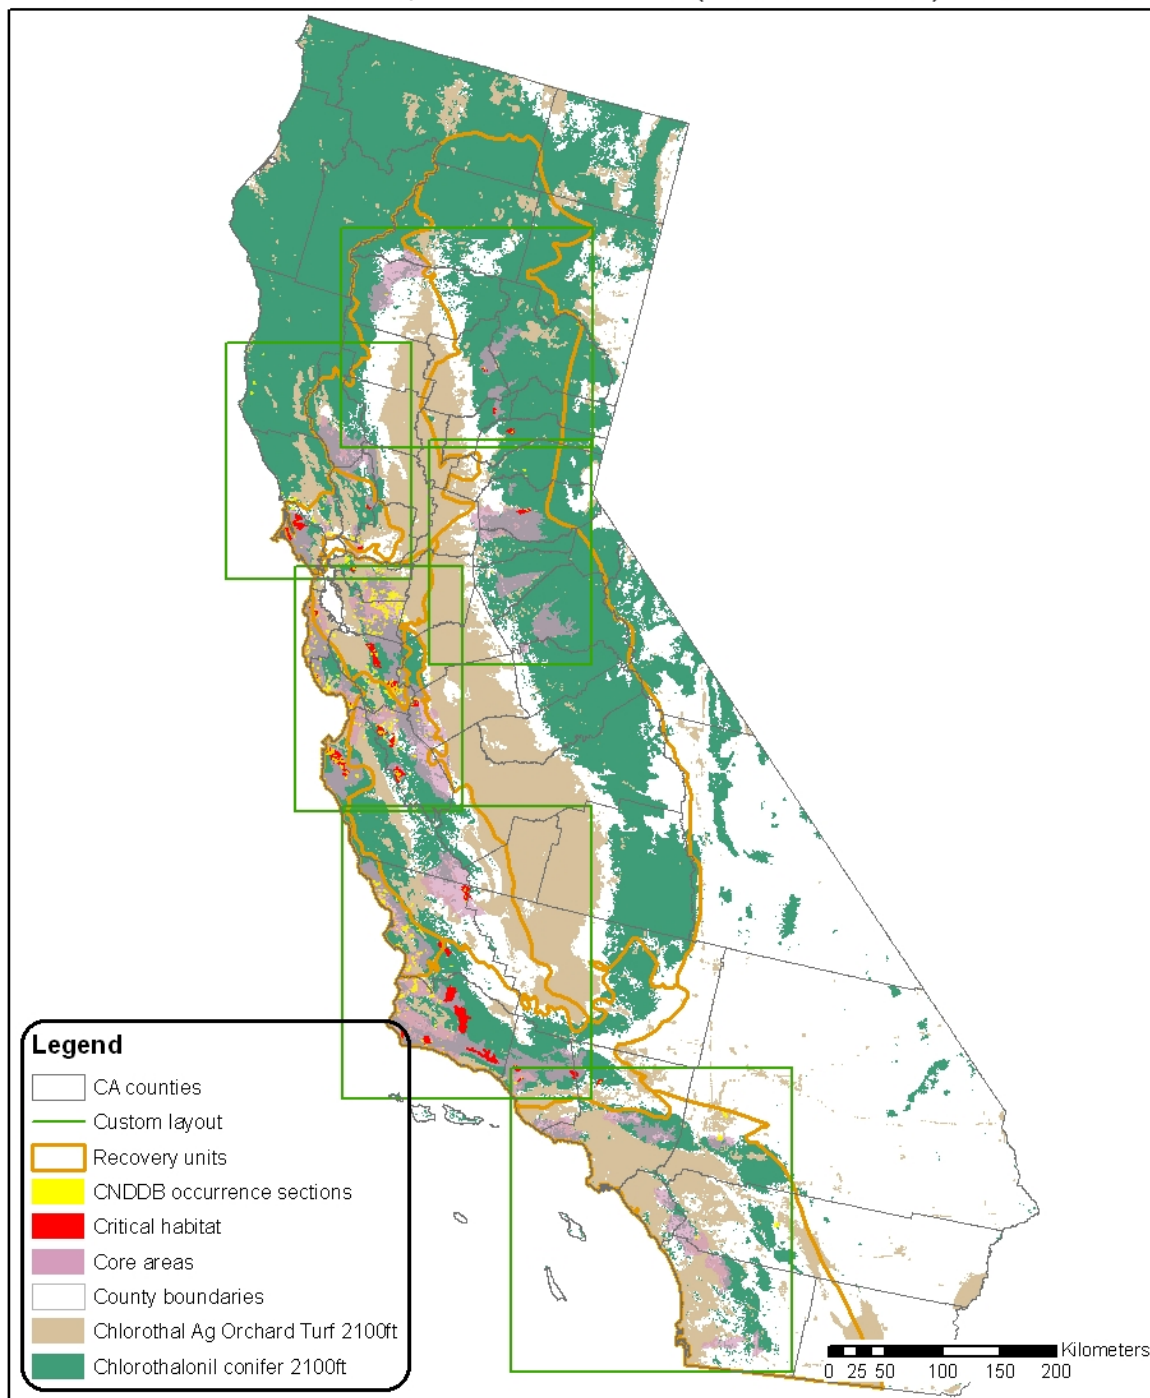 Legend
CA counties
Custom layout
Recovery units
CNDDB occurrence sections
Critical habitat
Core areas
County boundaries
Chlorothal Ag Orchard Turf 2100ft
Chlorothalonil conifer 2100ft
Kilometers
0 25 50 100 150 200